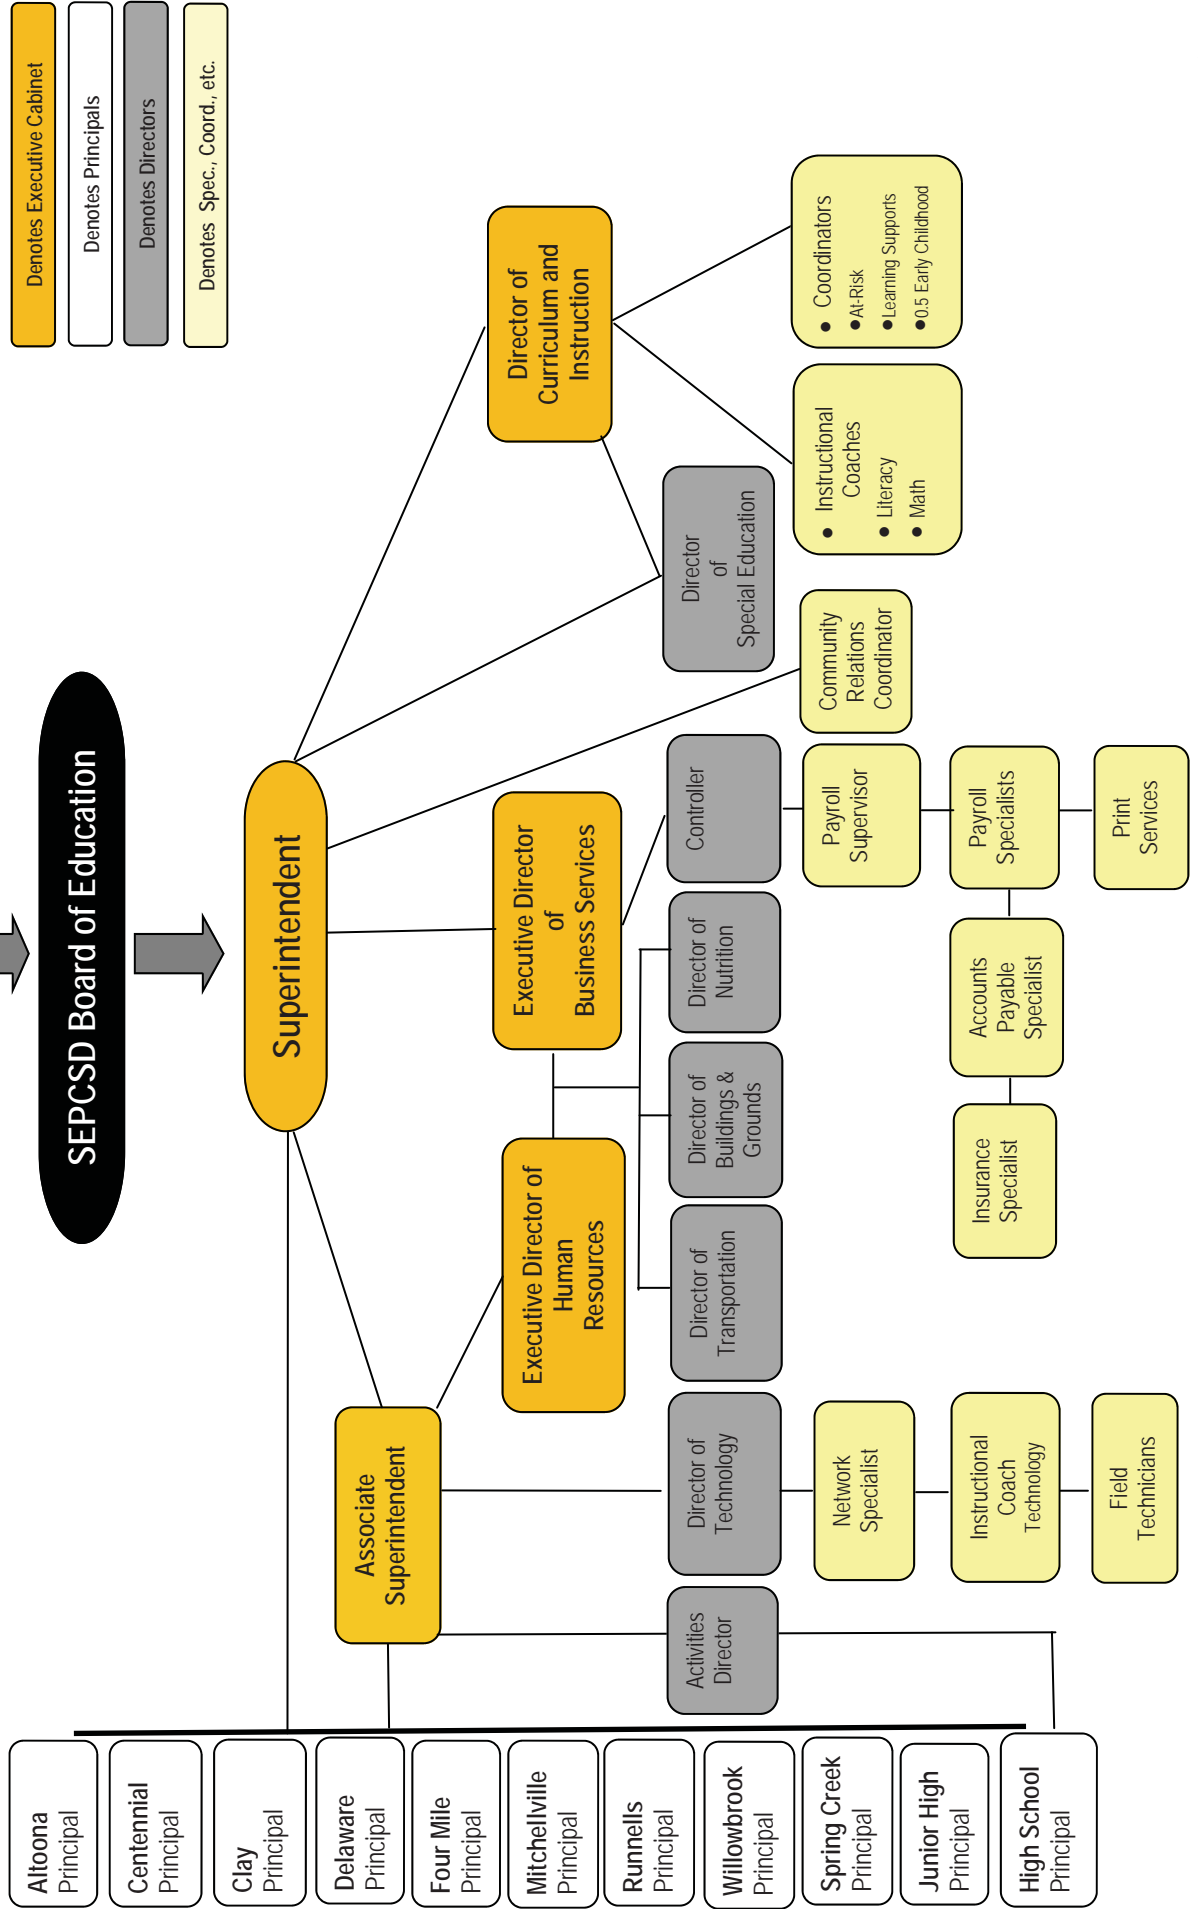 SEPCSD Board of Education
Denotes Executive Cabinet
Denotes Principals
Denotes Directors
Denotes Spec., Coord., etc.
Superintendent
Associate
Superintendent
Executive Director of
Human
Resources
Executive Director
of
Business Services
Director of
Curriculum and
Instruction
Activities
Director
Director of
Technology
Director of
Transportation
Director of
Buildings &
Grounds
Director of
Nutrition
Controller
Director
of
Special Education
Network
Specialist
Payroll
Supervisor
Community
Relations
Coordinator
● Instructional
Coaches
● Literacy
● Math
● Coordinators
● At-Risk
● Learning Supports
● 0.5 Early Childhood
Instructional
Coach
Technology
Insurance
Specialist
Accounts
Payable
Specialist
Payroll
Specialists
Field
Technicians
Print
Services
Altoona
Principal
Centennial
Principal
Clay
Principal
Delaware
Principal
Four Mile
Principal
Mitchellville
Principal
Runnells
Principal
Willowbrook
Principal
Spring Creek
Principal
Junior High
Principal
High School
Principal